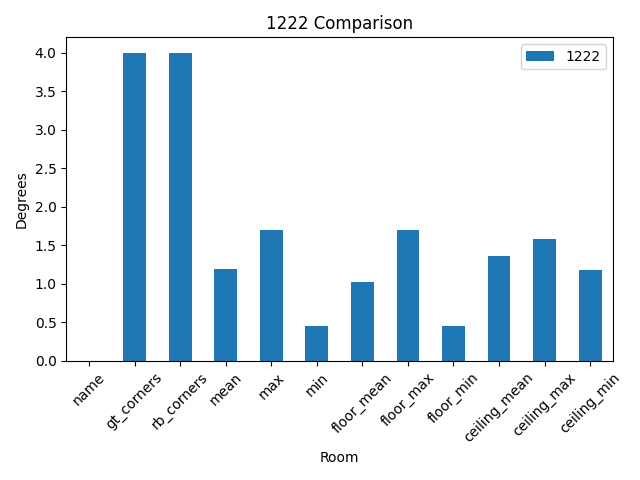 1222 Comparison
1222
Degrees
4.0
3.5
3.0
2.5
2.0
1.5
1.0
0.5
0.0
name
gt_corners
rb_corners
mean
max
min
floor_mean
floor_max
floor_min
ceiling_mean
ceiling_max
ceiling_min
Room